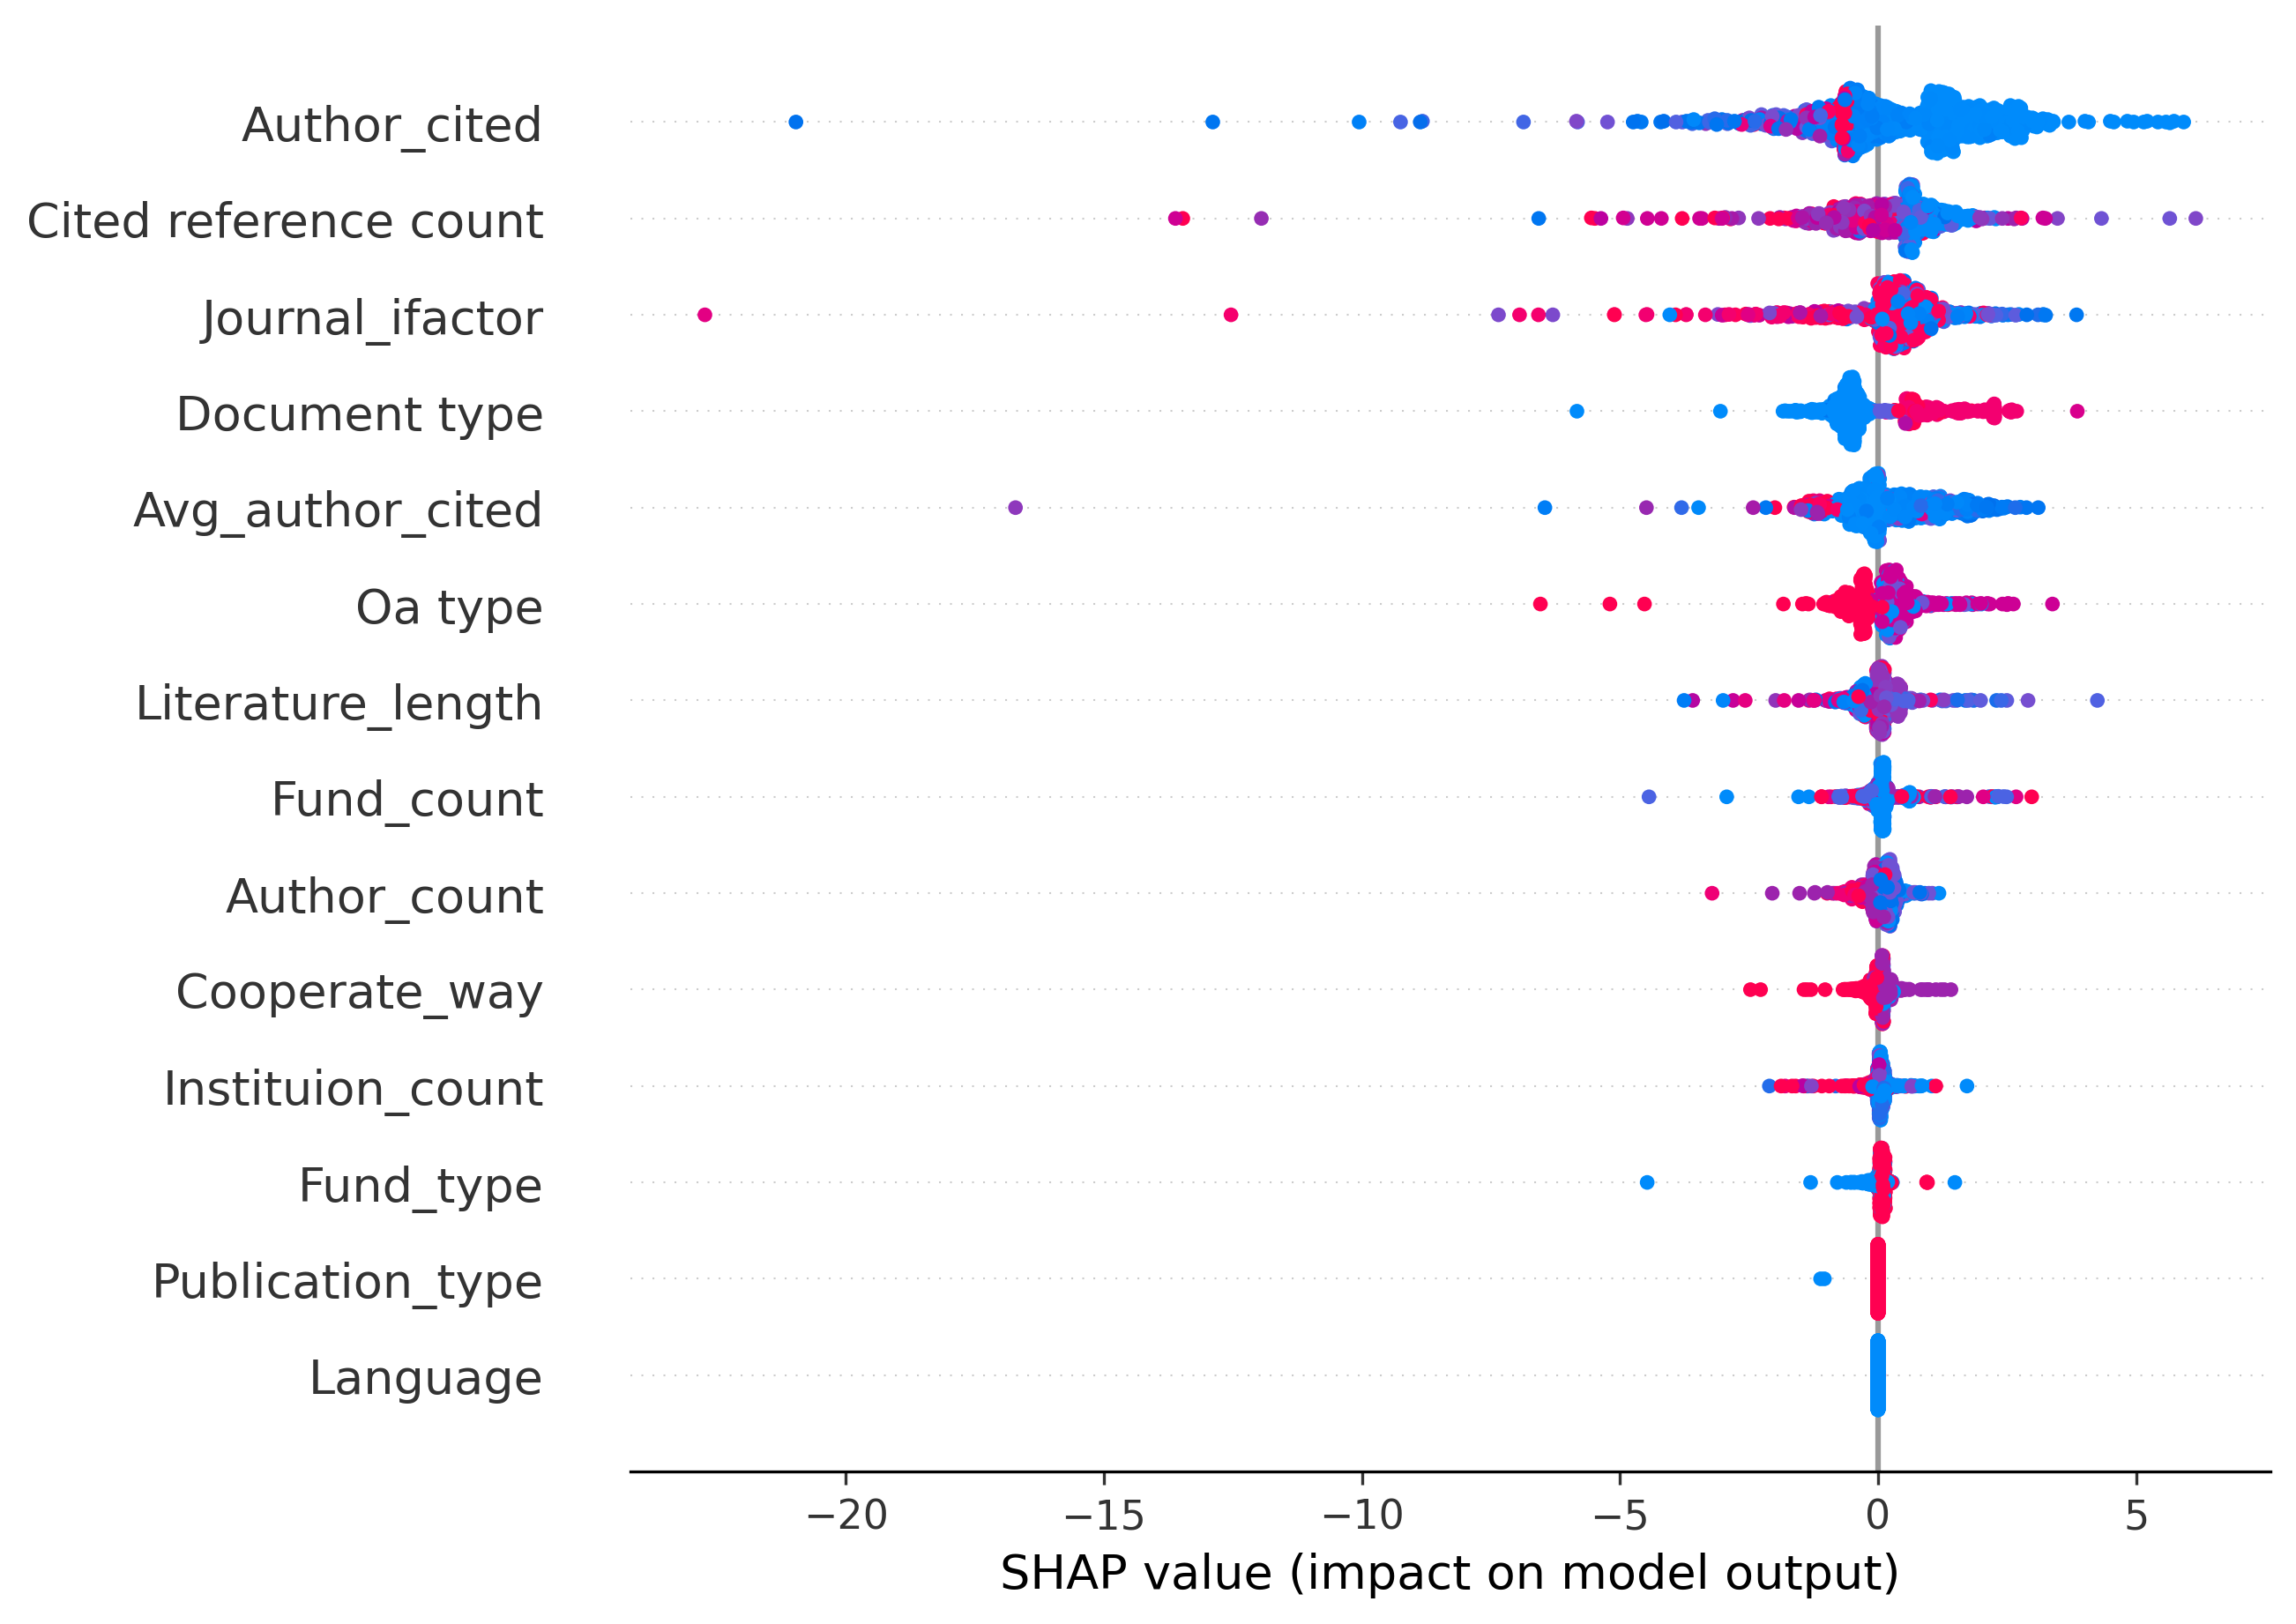 Author_cited
Cited reference count
Journal_ifactor
Document type
Avg_author_cited
Oa type
Literature_length
Fund_count
Author_count
Cooperate_way
Instituion_count
Fund_type
Publication_type
Language
−20 −15 −10 −5 0 5
SHAP value (impact on model output)